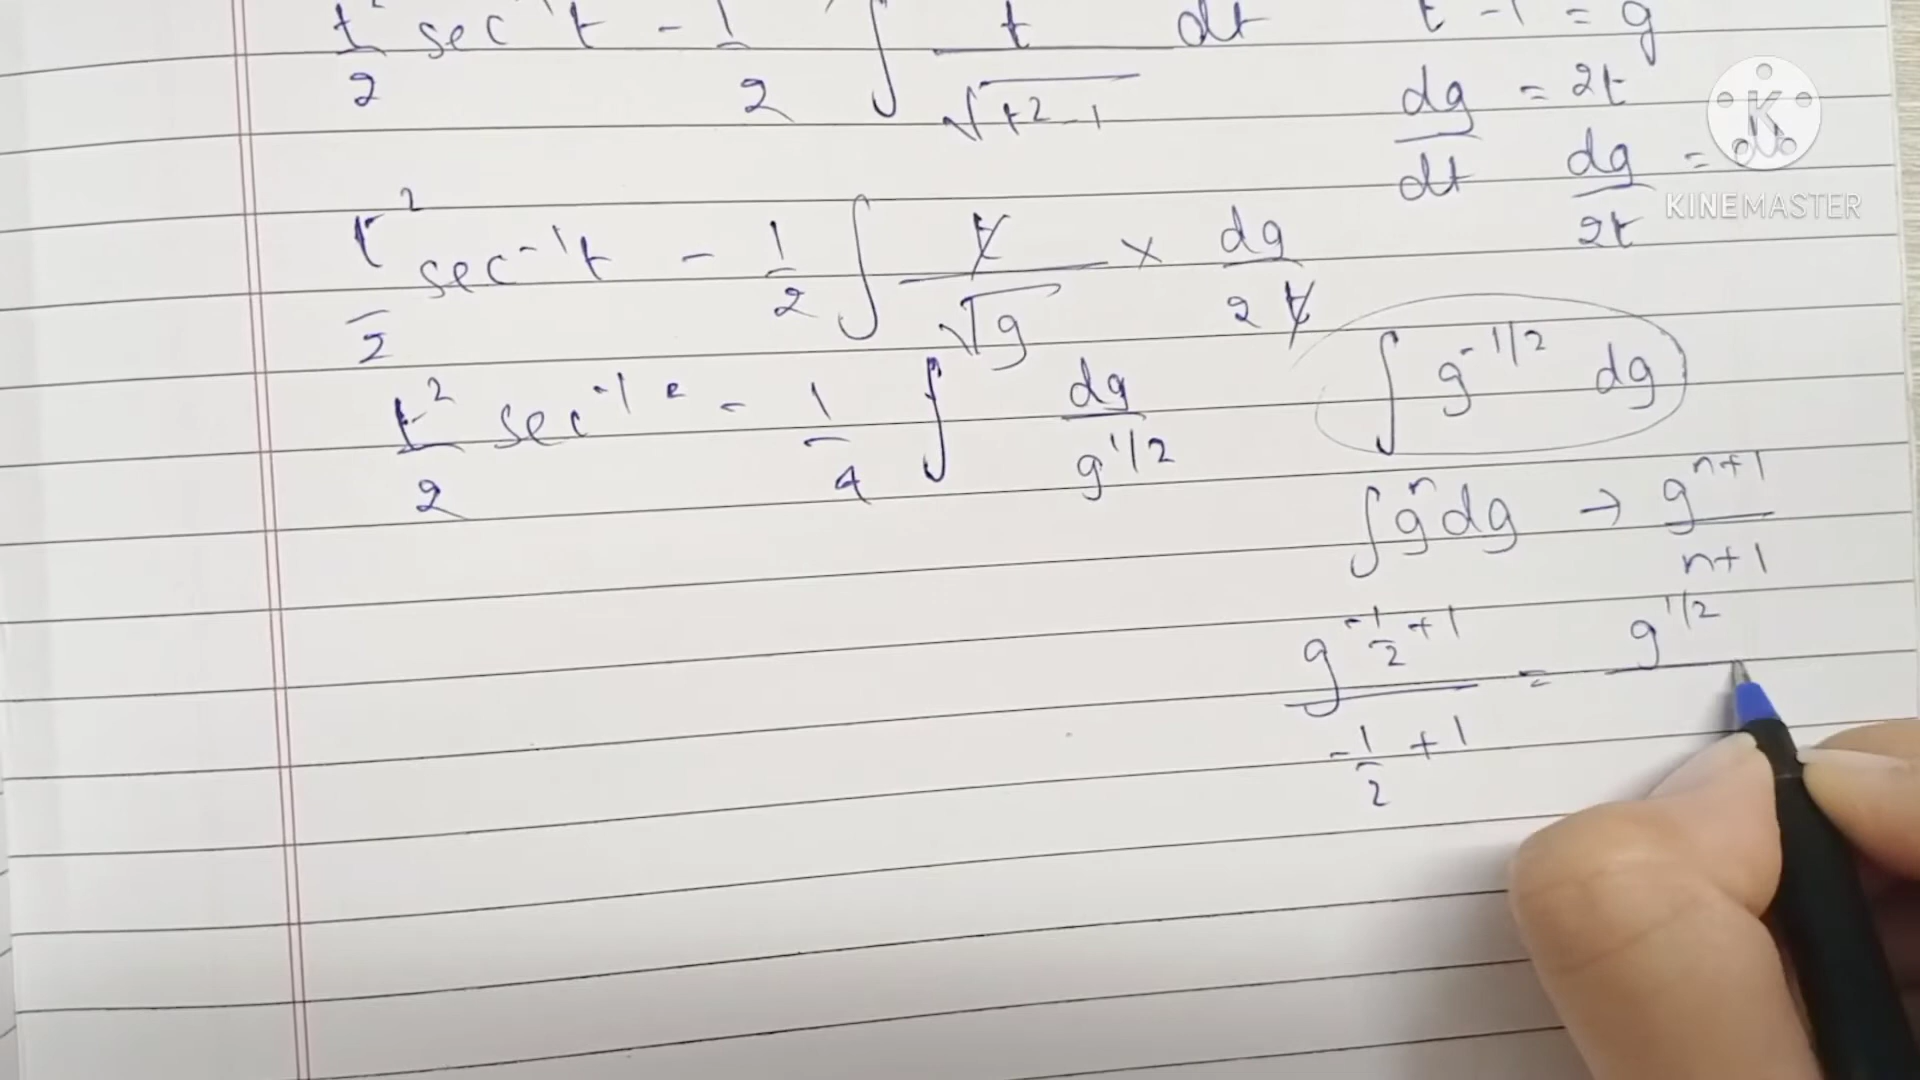 t²/2 sec⁻¹t - 1/2 ∫ t/√(t²-1) dt
t²/2 sec⁻¹t - 1/2 ∫ t/√g × dg/2t
t²/2 sec⁻¹ - 1/4 ∫ dg/g^1/2
-1 = g
dg/dt = 2t
dg/2t =
∫ g^-1/2 dg
∫ gⁿ dg → g^n+1/n+1
g^-1/2+1/-1/2+1 = g^1/2
K
KINEMASTER